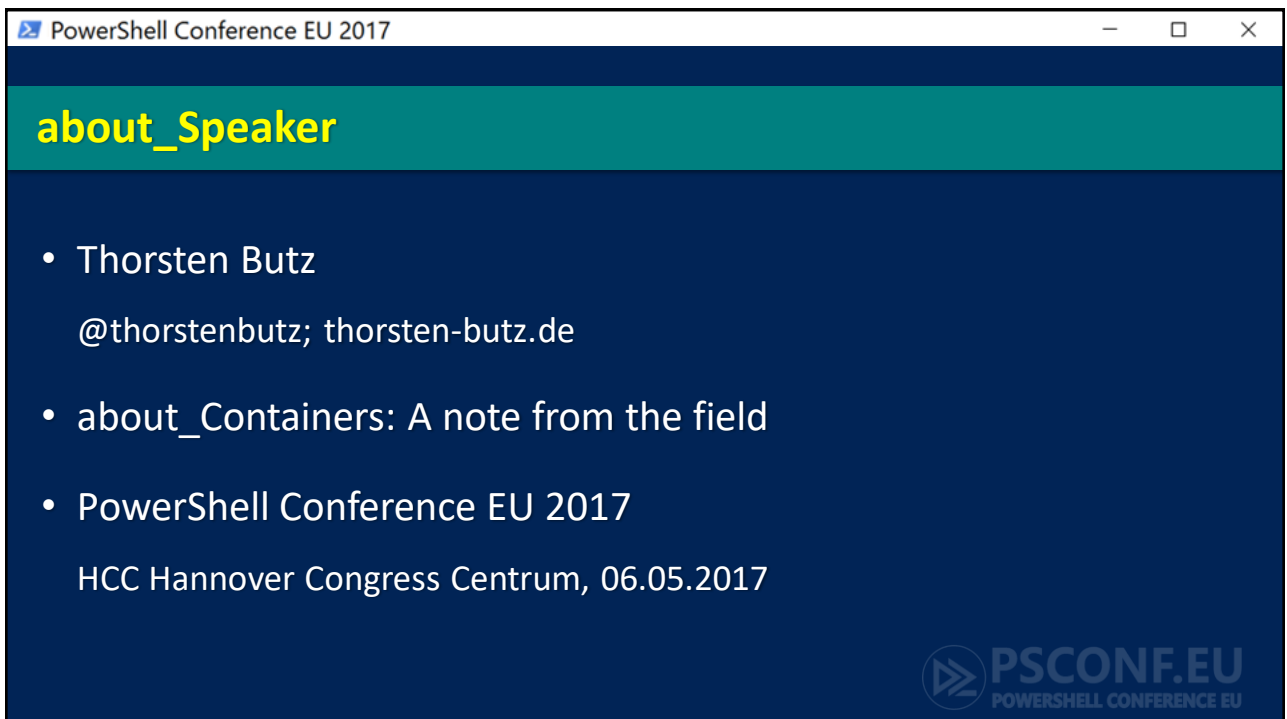 PowerShell Conference EU 2017
about_Speaker
• Thorsten Butz
@thorstenbutz; thorsten-butz.de
• about_Containers: A note from the field
• PowerShell Conference EU 2017
HCC Hannover Congress Centrum, 06.05.2017
PSCONF.EU
POWERSHELL CONFERENCE EU